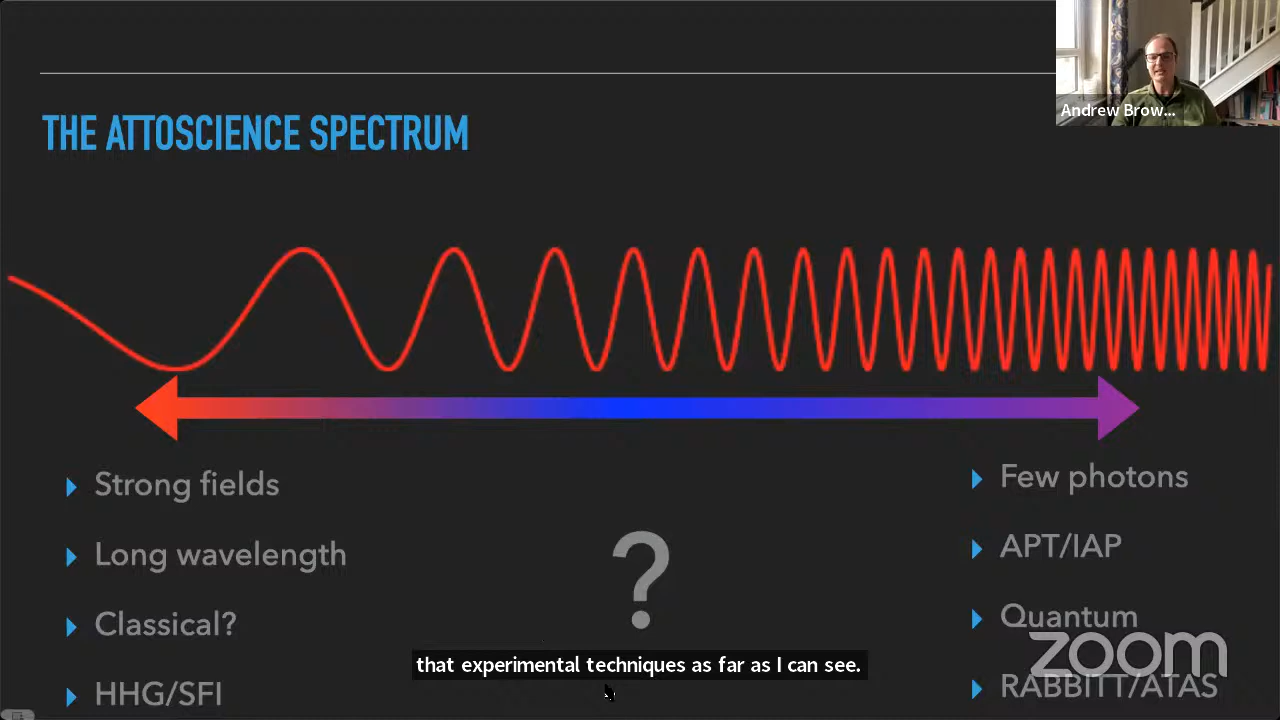 Andrew Brow...
THE ATTOSCIENCE SPECTRUM
Strong fields
Long wavelength
Classical?
HHG/SFI
?
Few photons
APT/IAP
Quantum
RABBITT/ATAS
zoom
that experimental techniques as far as I can see.